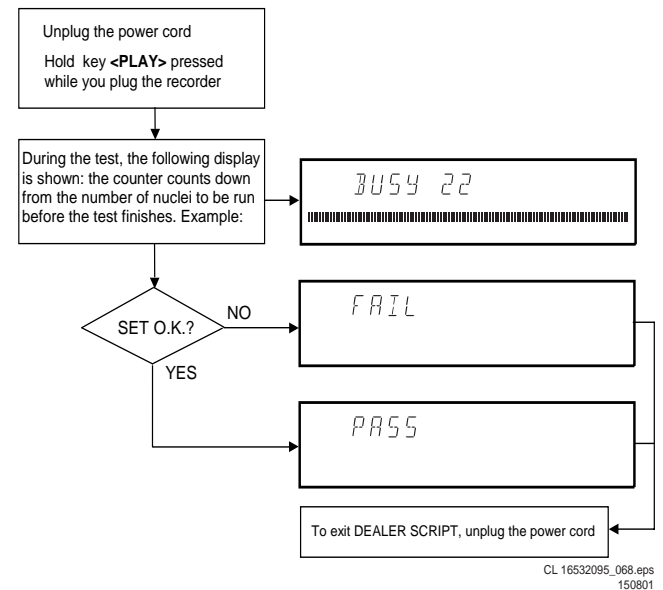 Unplug the power cord
Hold key <PLAY> pressed
while you plug the recorder
During the test, the following display
is shown: the counter counts down
from the number of nuclei to be run
before the test finishes. Example:
BUSY 22
SET O.K.?
NO
FAIL
YES
PASS
To exit DEALER SCRIPT, unplug the power cord
CL 16532095_068.eps
150801